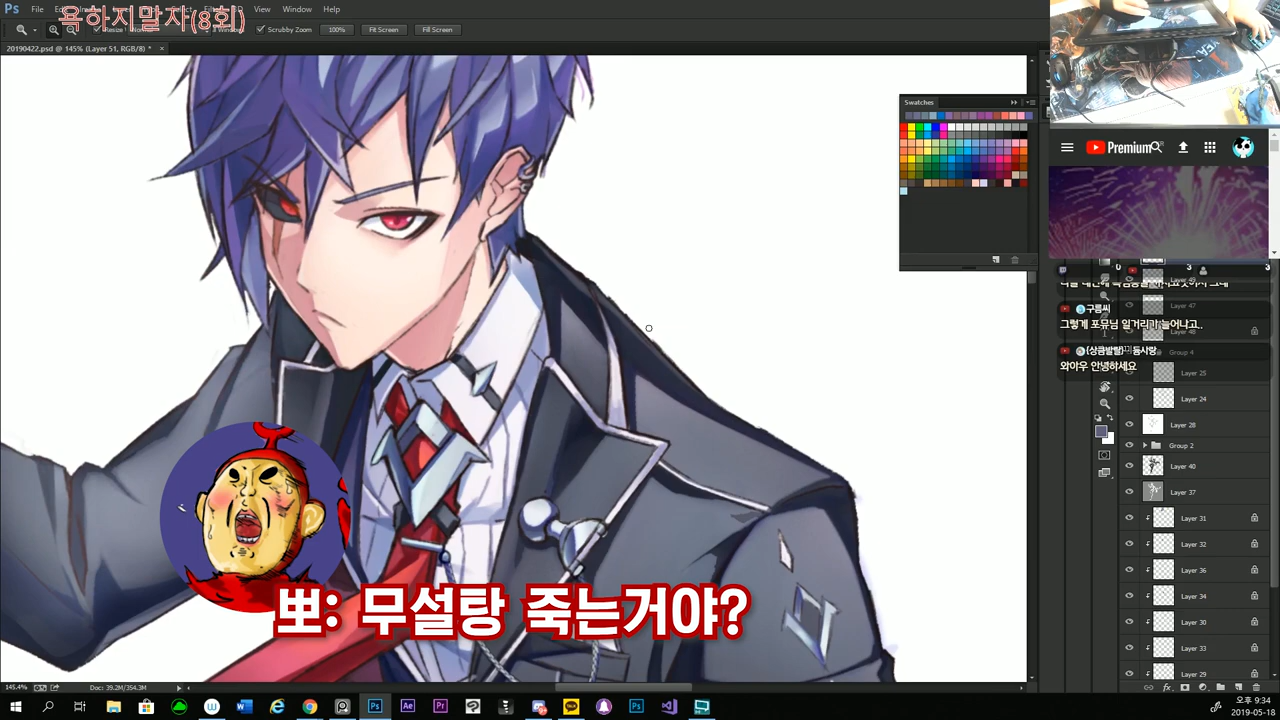 Ps File View Window Help
욕하지말자(8회)
Scrubby Zoom 100% Fit Screen Fill Screen
20190422.psd @ 145% (Layer 51, RGB/8) * ×
Swatches
Premium
0 3 3
Layer 47
구름씨
그렇게 포뮤님 일거리가 늘어나고..
Layer 48
Group 4
와아우 안녕하세요
Layer 25
Layer 24
Layer 28
Group 2
Layer 40
Layer 37
Layer 31
Layer 32
Layer 36
Layer 34
Layer 30
Layer 33
Layer 29
뽀: 무설탕 죽는거야?
145.4% Doc: 39.2M/354.3M
fx
오후 9:34
2019-05-18